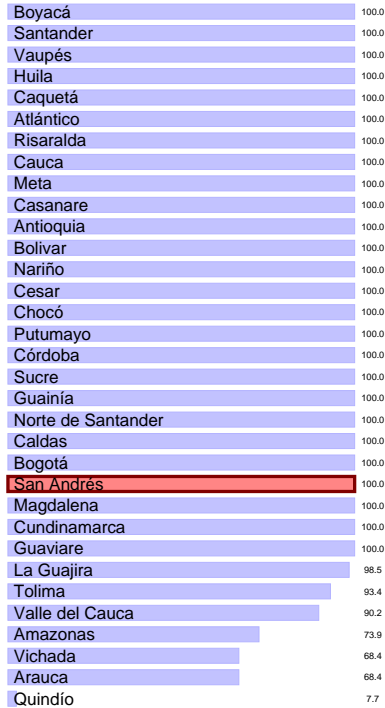 Boyacá 100.0
Santander 100.0
Vaupés 100.0
Huila 100.0
Caquetá 100.0
Atlántico 100.0
Risaralda 100.0
Cauca 100.0
Meta 100.0
Casanare 100.0
Antioquia 100.0
Bolivar 100.0
Nariño 100.0
Cesar 100.0
Chocó 100.0
Putumayo 100.0
Córdoba 100.0
Sucre 100.0
Guainía 100.0
Norte de Santander 100.0
Caldas 100.0
Bogotá 100.0
San Andrés 100.0
Magdalena 100.0
Cundinamarca 100.0
Guaviare 100.0
La Guajira 98.5
Tolima 93.4
Valle del Cauca 90.2
Amazonas 73.9
Vichada 68.4
Arauca 68.4
Quindío 7.7